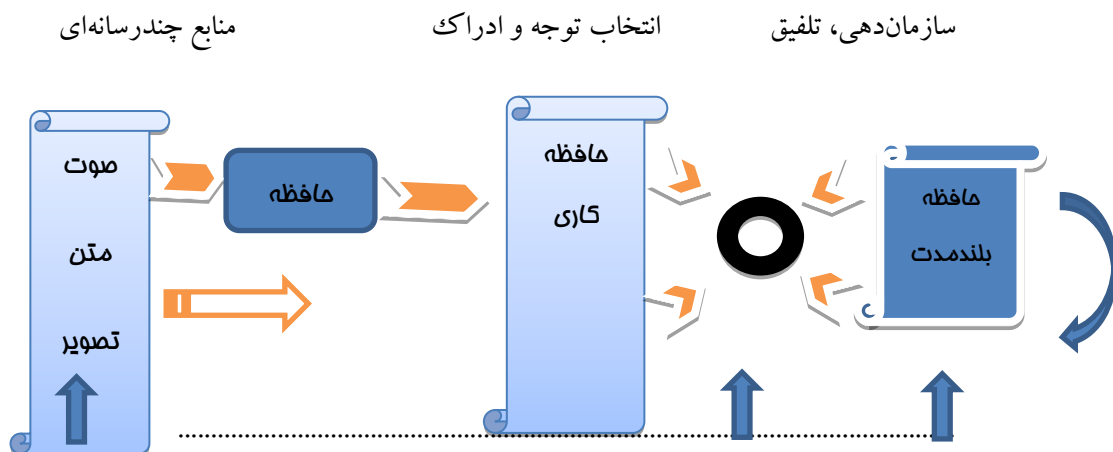 منابع چندرسانه‌ای
انتخاب توجه و ادراک
سازمان‌دهی، تلفیق
صوت
متن
تصویر
حافظه
حافظه
کاری
حافظه
بلندمدت